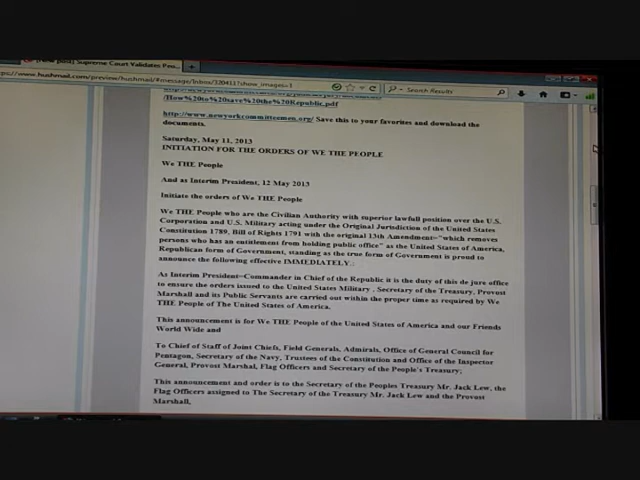 [New post] Supreme Court Validates Peo...
https://www.hushmail.com/preview/hushmail/#message/Inbox/320411?show_images=1
Search Results
/How%20to%20save%20the%20Republic.pdf
http://www.newyorkcommitteemen.org/ Save this to your favorites and download the
documents.
Saturday, May 11, 2013
INITIATION FOR THE ORDERS OF WE THE PEOPLE
We THE People
And as Interim President, 12 May 2013
Initiate the orders of We THE People
We THE People who are the Civilian Authority with superior lawfull position over the U.S.
Corporation and U.S. Military acting under the Original Jurisdiction of the United States
Constitution 1789, Bill of Rights 1791 with the original 13th Amendment="which removes
persons who has an entitlement from holding public office" as the United States of America,
Republican form of Government, standing as the true form of Government is proud to
announce the following effective IMMEDIATELY.
As Interim President=Commander in Chief of the Republic it is the duty of this de jure office
to ensure the orders issued to the United States Military , Secretary of the Treasury, Provost
Marshall and its Public Servants are carried out within the proper time as required by We
THE People of The United States of America.
This announcement is for We THE People of the United States of America and our Friends
World Wide and
To Chief of Staff of Joint Chiefs, Field Generals, Admirals, Office of General Council for
Pentagon, Secretary of the Navy, Trustees of the Constitution and Office of the Inspector
General, Provost Marshal, Flag Officers and Secretary of the People's Treasury;
This announcement and order is to the Secretary of the Peoples Treasury Mr. Jack Lew, the
Flag Officers assigned to The Secretary of the Treasury Mr. Jack Lew and the Provost
Marshall,